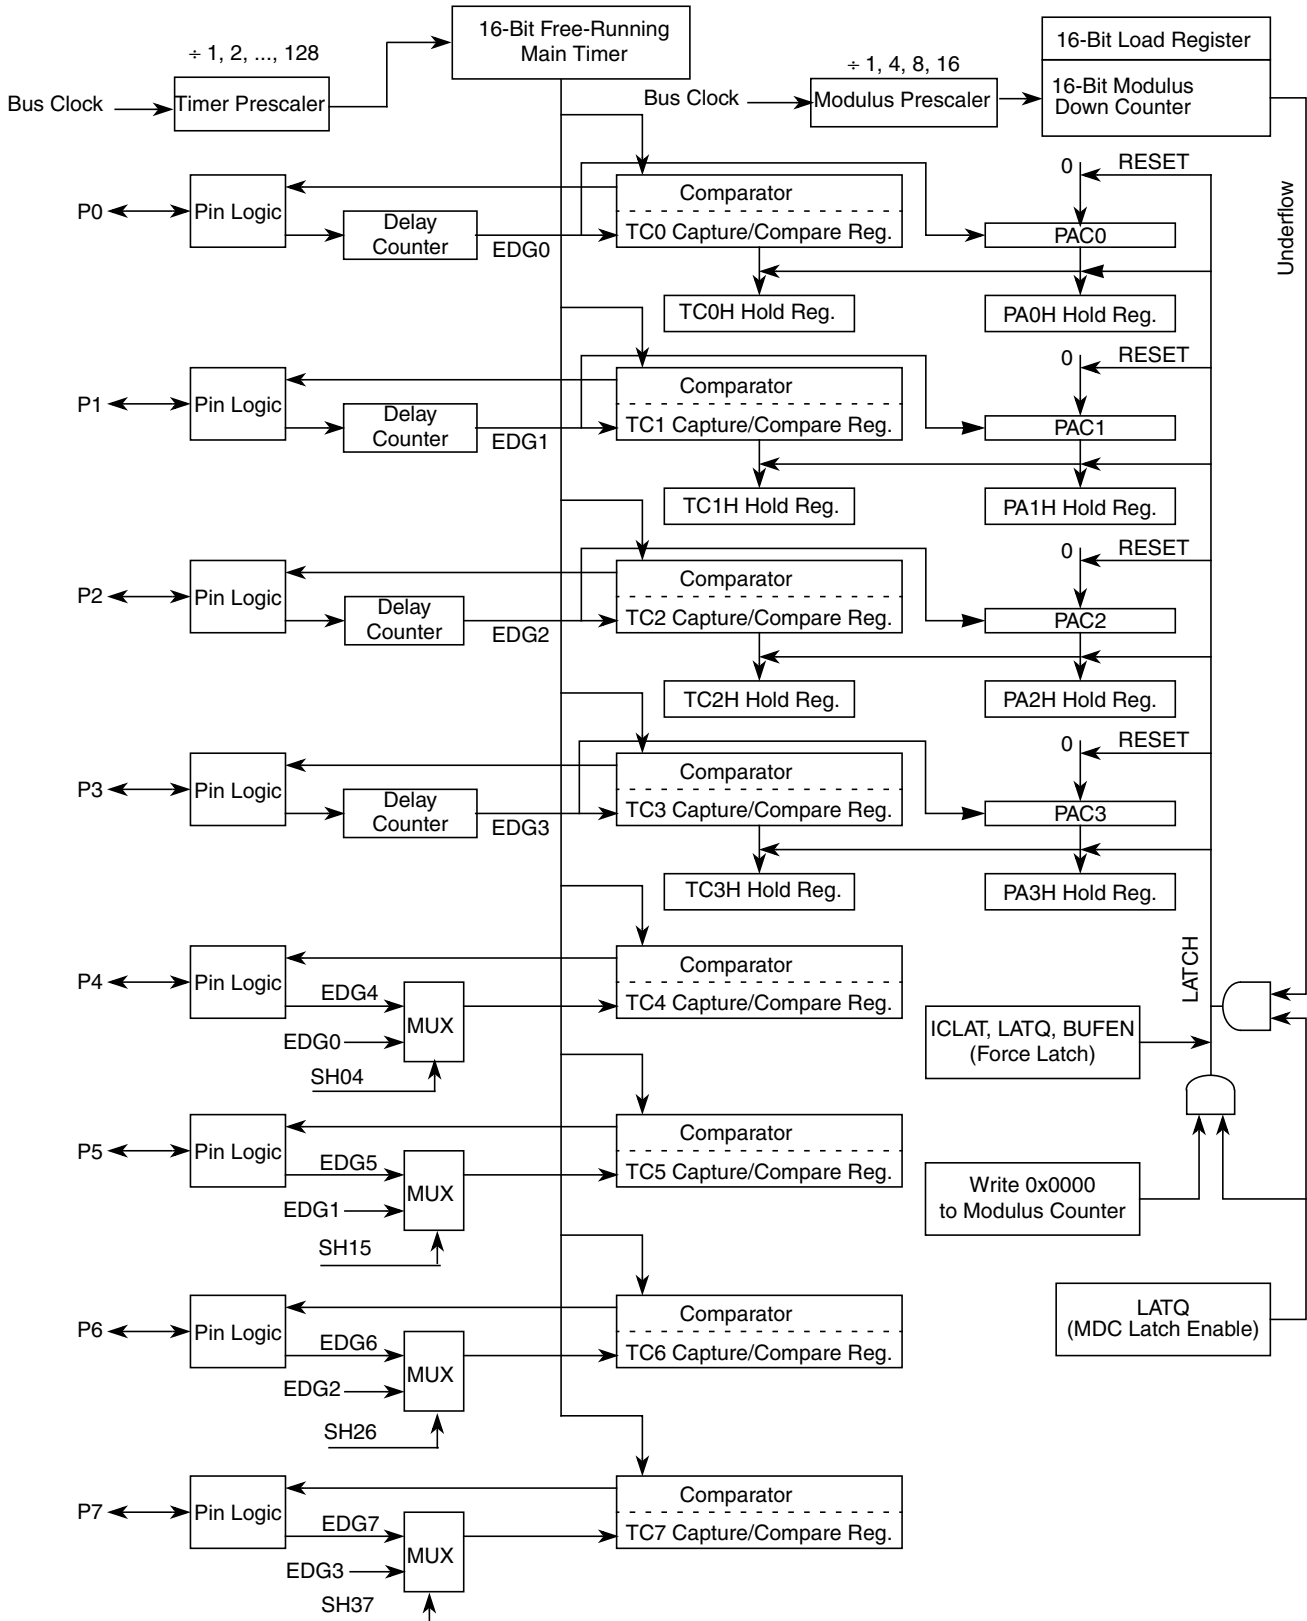 16-Bit Free-Running
Main Timer
16-Bit Load Register
÷ 1, 2, ..., 128
÷ 1, 4, 8, 16
16-Bit Modulus
Down Counter
Bus Clock
Timer Prescaler
Bus Clock
Modulus Prescaler
Underflow
0
RESET
Comparator
P0
Pin Logic
Delay
Counter
EDG0
TC0 Capture/Compare Reg.
PAC0
TC0H Hold Reg.
PA0H Hold Reg.
0
RESET
Comparator
P1
Pin Logic
Delay
Counter
EDG1
TC1 Capture/Compare Reg.
PAC1
TC1H Hold Reg.
PA1H Hold Reg.
0
RESET
Comparator
P2
Pin Logic
Delay
Counter
EDG2
TC2 Capture/Compare Reg.
PAC2
TC2H Hold Reg.
PA2H Hold Reg.
0
RESET
Comparator
P3
Pin Logic
Delay
Counter
EDG3
TC3 Capture/Compare Reg.
PAC3
TC3H Hold Reg.
PA3H Hold Reg.
LATCH
Comparator
P4
Pin Logic
EDG4
MUX
TC4 Capture/Compare Reg.
EDG0
SH04
ICLAT, LATQ, BUFEN
(Force Latch)
Comparator
P5
Pin Logic
EDG5
MUX
TC5 Capture/Compare Reg.
EDG1
SH15
Write 0x0000
to Modulus Counter
Comparator
P6
Pin Logic
EDG6
MUX
TC6 Capture/Compare Reg.
EDG2
SH26
LATQ
(MDC Latch Enable)
Comparator
P7
Pin Logic
EDG7
MUX
TC7 Capture/Compare Reg.
EDG3
SH37